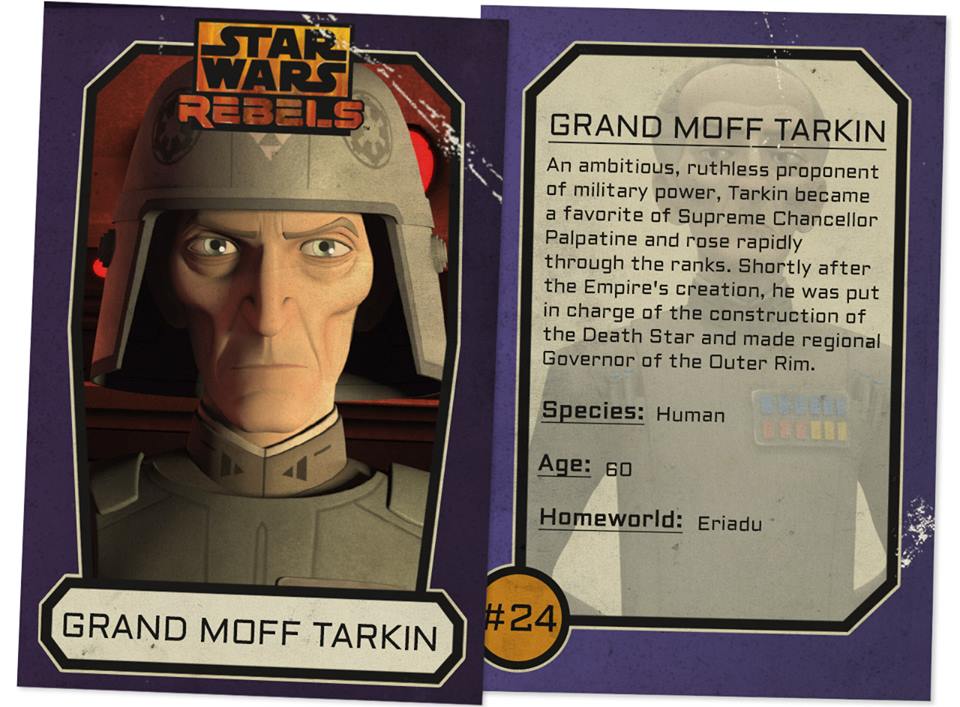 STAR
WARS
REBELS™
GRAND MOFF TARKIN
GRAND MOFF TARKIN
An ambitious, ruthless proponent
of military power, Tarkin became
a favorite of Supreme Chancellor
Palpatine and rose rapidly
through the ranks. Shortly after
the Empire's creation, he was put
in charge of the construction of
the Death Star and made regional
Governor of the Outer Rim.
Species: Human
Age: 60
Homeworld: Eriadu
#24